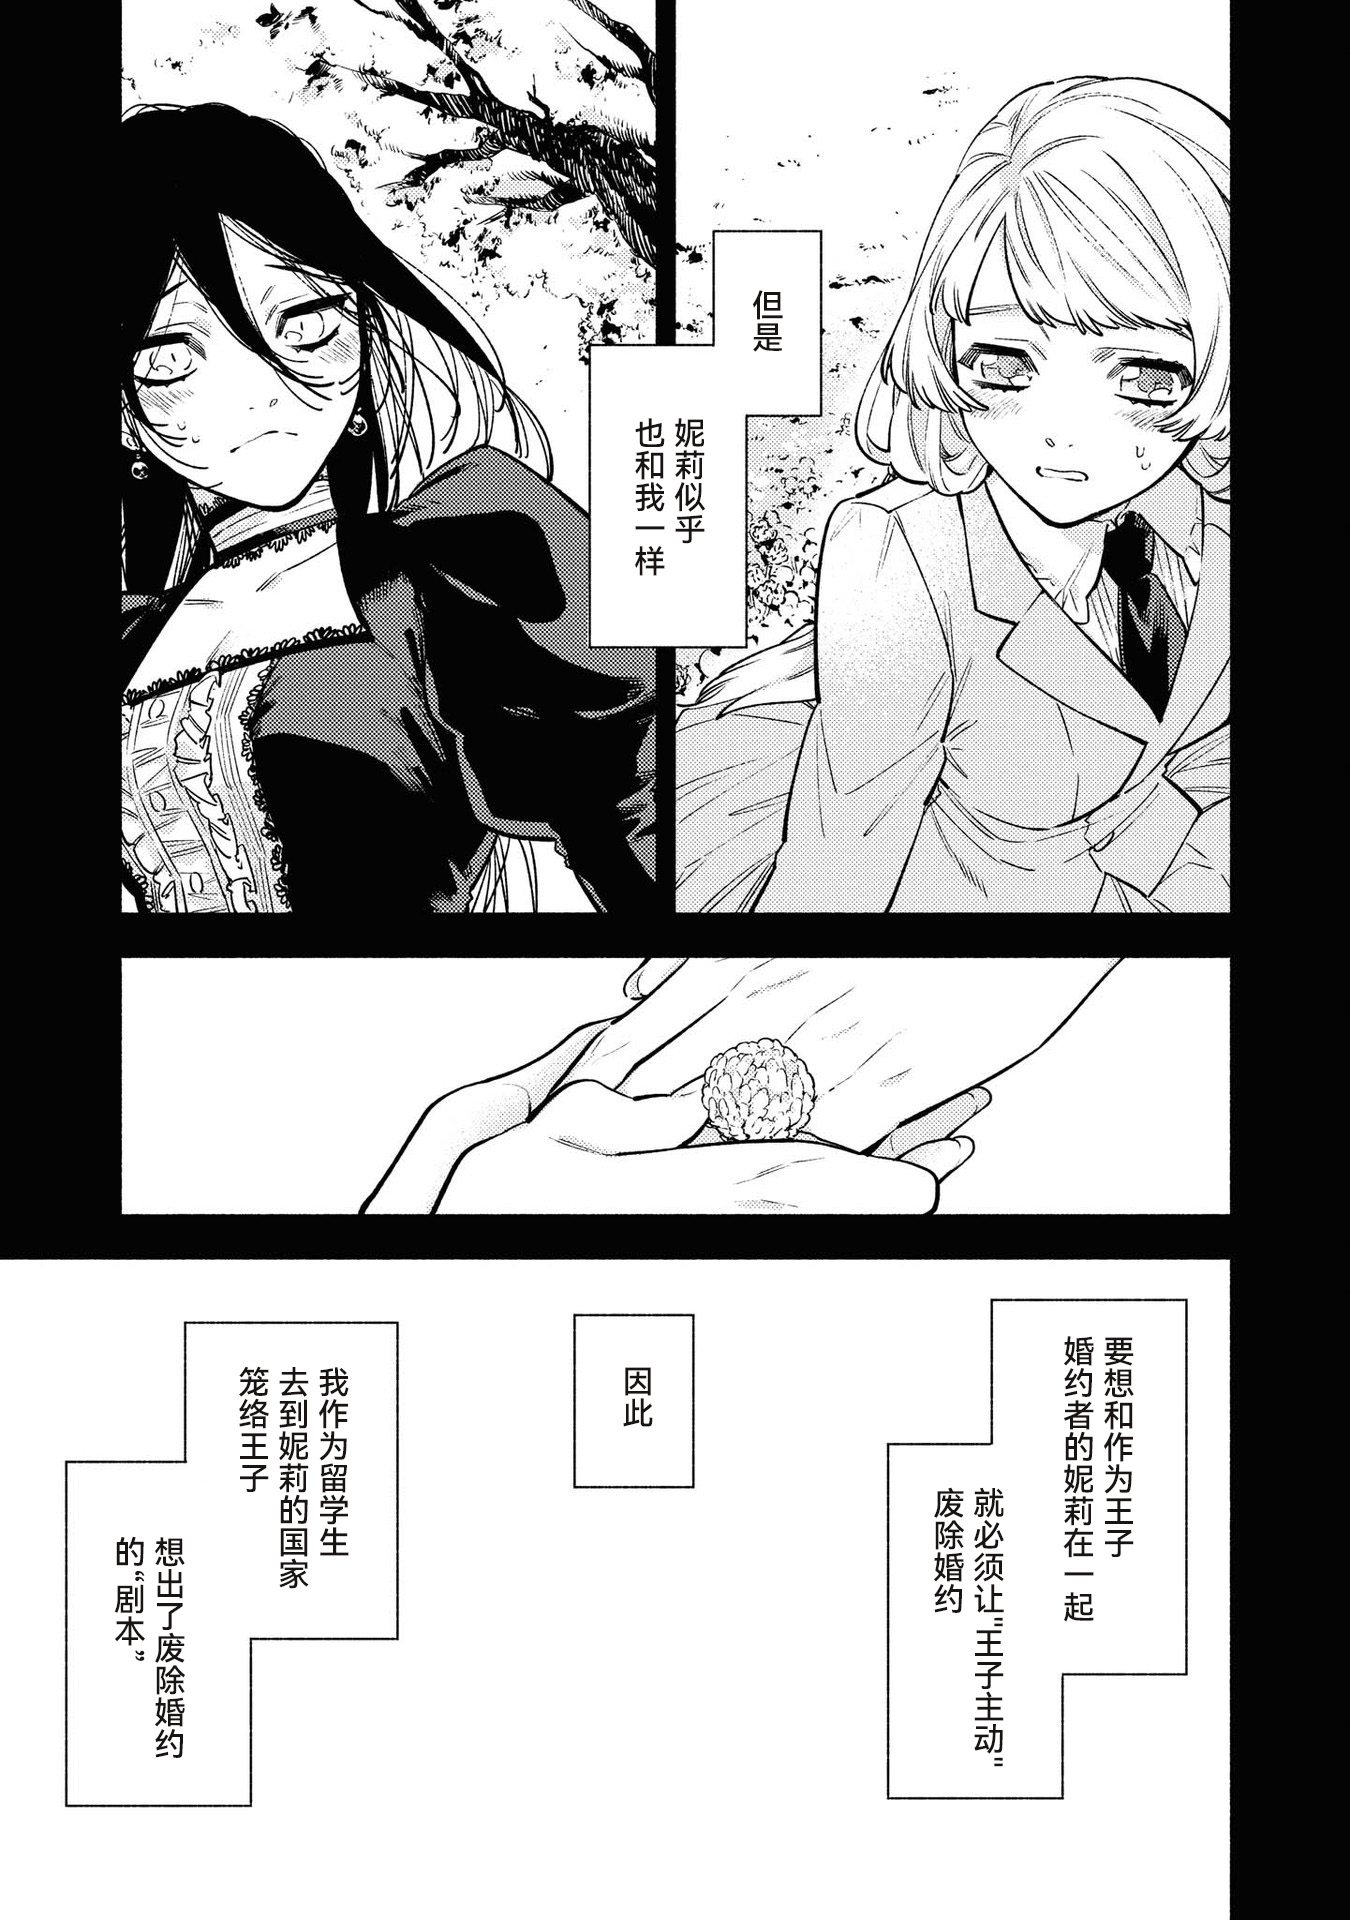 但是
妮莉似乎
也和我一样
要想和作为王子
婚约者的妮莉在一起
就必须让"王子主动"
废除婚约
因此
我作为留学生
去到妮莉的国家
笼络王子
想出了废除婚约
的“剧本”